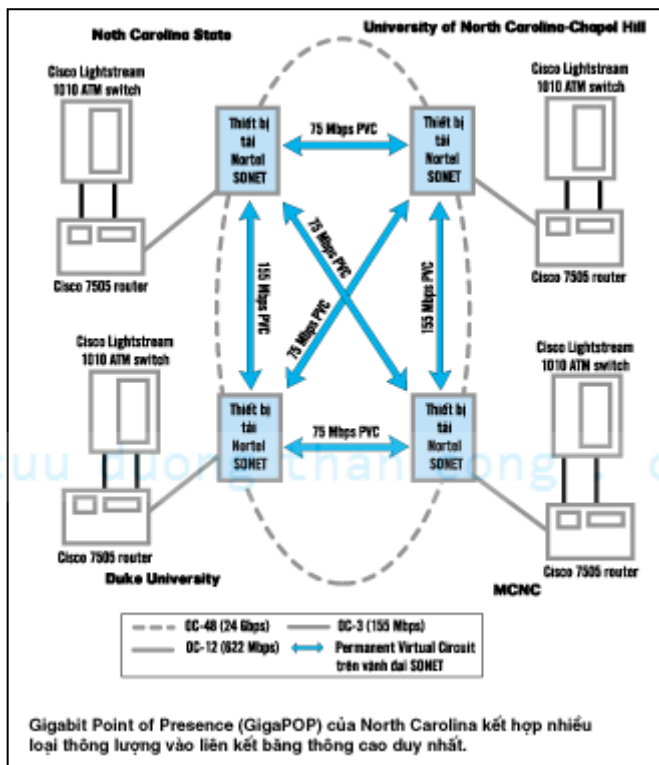 Noth Carolina State
University of North Carolina-Chapel Hill
Cisco Lightstream
1010 ATM switch
Cisco Lightstream
1010 ATM switch
Thiết bị
tải
Nortel
SONET
75 Mbps PVC
Thiết bị
tải
Nortel
SONET
Cisco 7505 router
Cisco 7505 router
155 Mbps PVC
75 Mbps PVC
75 Mbps PVC
155 Mbps PVC
Cisco Lightstream
1010 ATM switch
Cisco Lightstream
1010 ATM switch
Thiết bị
tải
Nortel
SONET
75 Mbps PVC
Thiết bị
tải
Nortel
SONET
cuu duong than cong . c
Cisco 7505 router
Cisco 7505 router
Duke University
MCNC
OC-48 (24 Gbps)
OC-3 (155 Mbps)
OC-12 (622 Mbps)
Permanent Virtual Circuit
trên vành đai SONET
Gigabit Point of Presence (GigaPOP) của North Carolina kết hợp nhiều
loại thông lượng vào liên kết băng thông cao duy nhất.